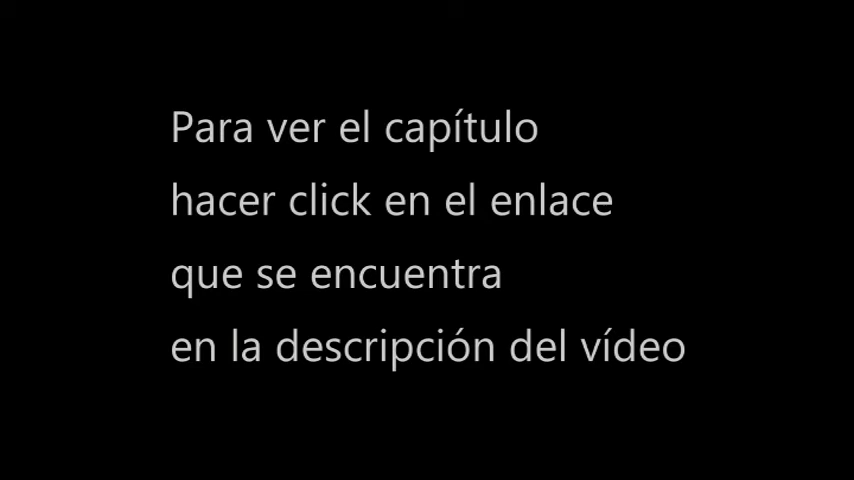 Para ver el capítulo
hacer click en el enlace
que se encuentra
en la descripción del vídeo